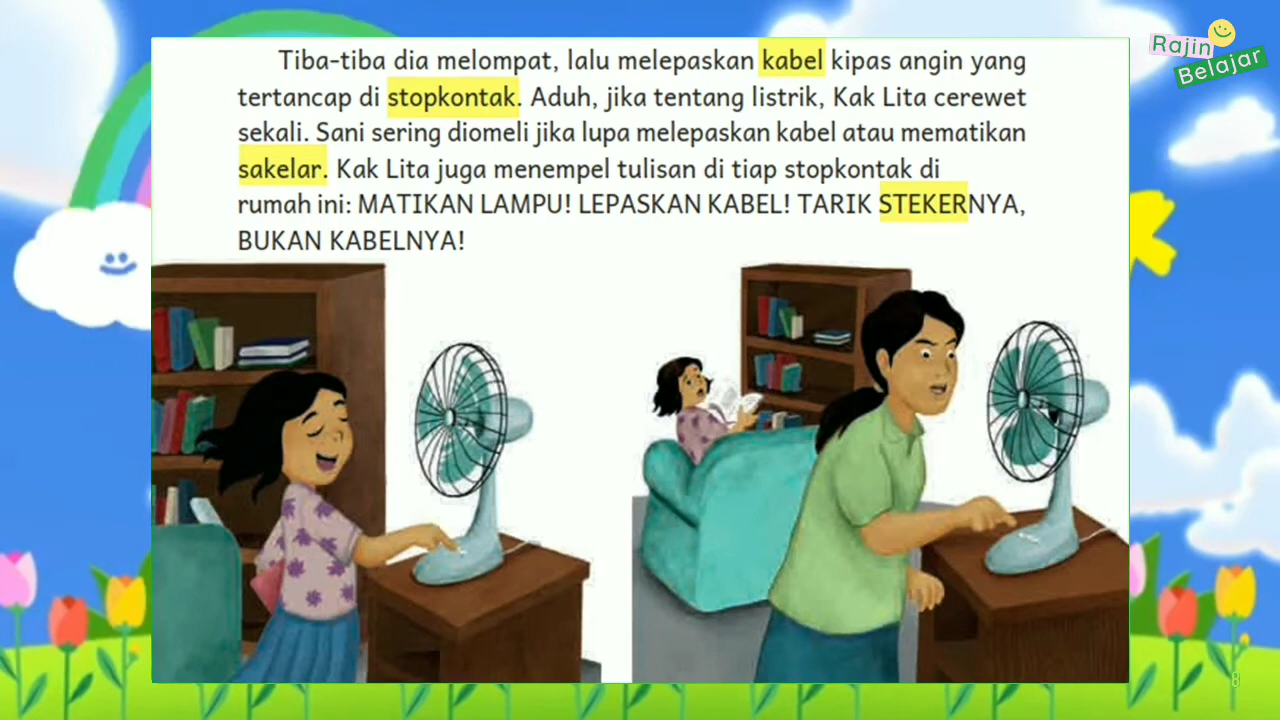 Rajin
Belajar
Tiba-tiba dia melompat, lalu melepaskan kabel kipas angin yang
tertancap di stopkontak. Aduh, jika tentang listrik, Kak Lita cerewet
sekali. Sani sering diomeli jika lupa melepaskan kabel atau mematikan
sakelar. Kak Lita juga menempel tulisan di tiap stopkontak di
rumah ini: MATIKAN LAMPU! LEPASKAN KABEL! TARIK STEKERNYA,
BUKAN KABELNYA!
8